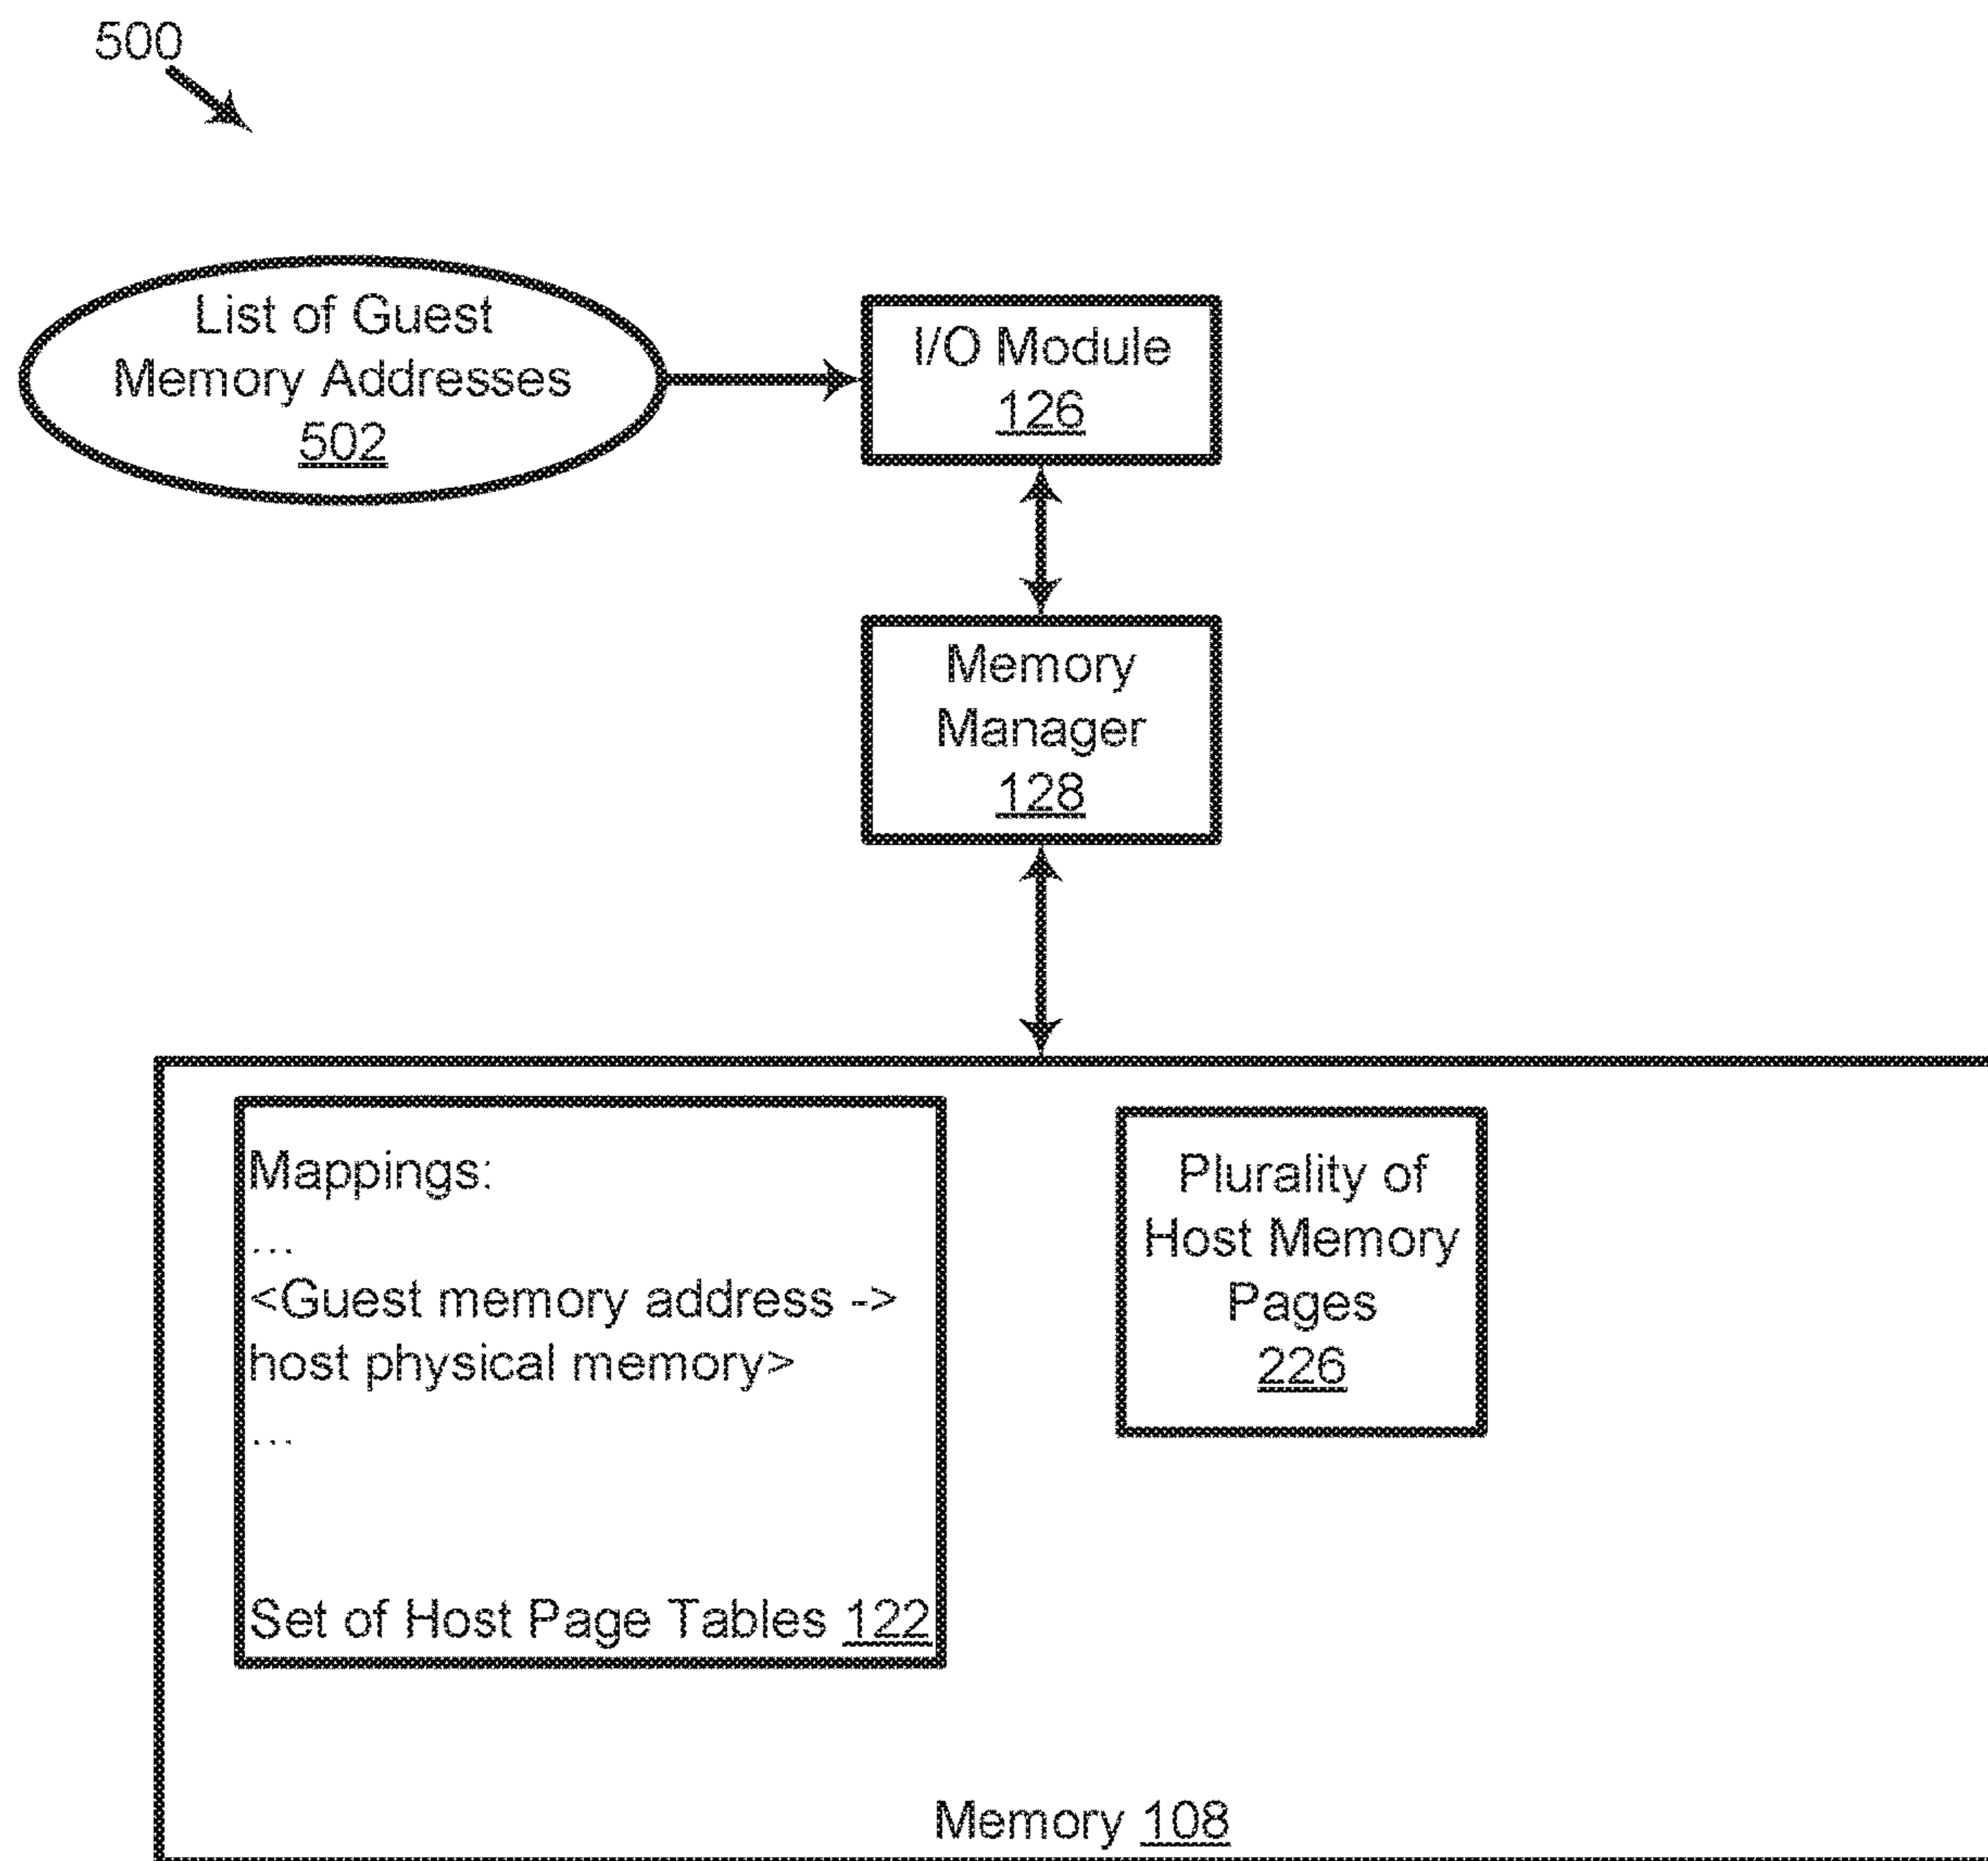 500
List of Guest
Memory Addresses
502
I/O Module
126
Memory
Manager
128
Mappings:
...
<Guest memory address ->
host physical memory>
...
Set of Host Page Tables 122
Plurality of
Host Memory
Pages
226
Memory 108